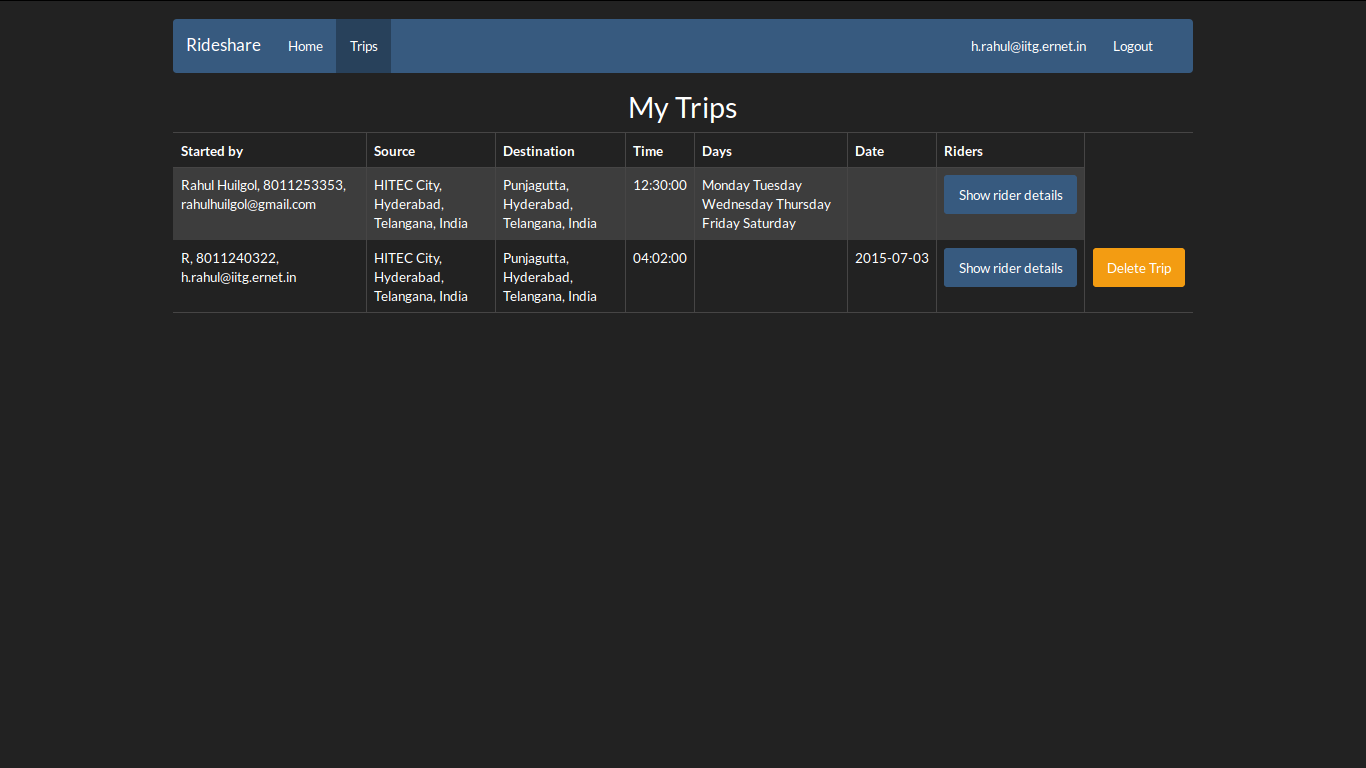 Rideshare Home Trips h.rahul@iitg.ernet.in Logout
My Trips
Started by Source Destination Time Days Date Riders
Rahul Huilgol, 8011253353, HITEC City, Punjagutta, 12:30:00 Monday Tuesday Show rider details
rahulhuilgol@gmail.com Hyderabad, Hyderabad, Wednesday Thursday
Telangana, India Telangana, India Friday Saturday
R, 8011240322, HITEC City, Punjagutta, 04:02:00 2015-07-03 Show rider details Delete Trip
h.rahul@iitg.ernet.in Hyderabad, Hyderabad,
Telangana, India Telangana, India